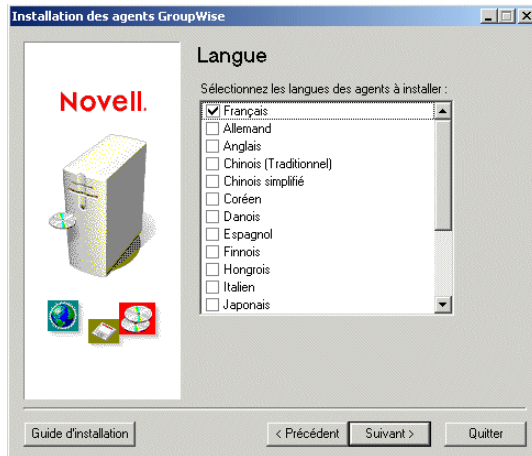 Installation des agents GroupWise
Langue
Sélectionnez les langues des agents à installer :
Novell.
Français
Allemand
Anglais
Chinois (Traditionnel)
Chinois simplifié
Coréen
Danois
Espagnol
Finnois
Hongrois
Italien
Japonais
Guide d'installation
< Précédent
Suivant >
Quitter